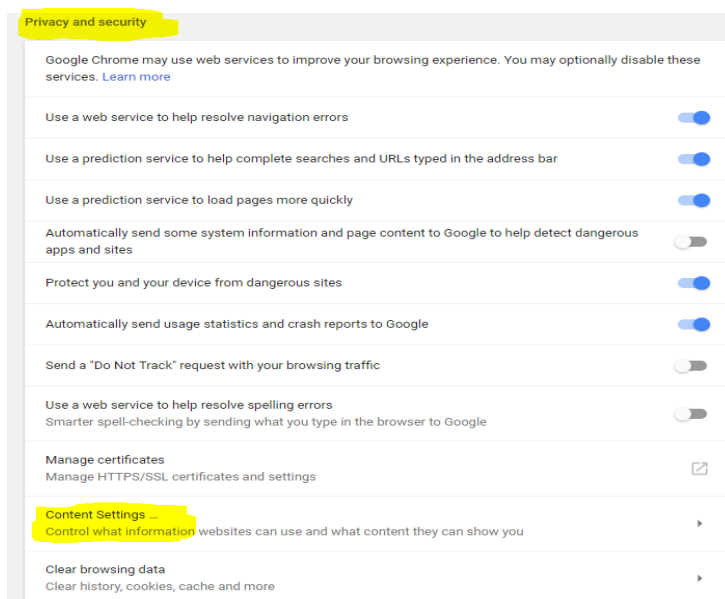 Privacy and security
Google Chrome may use web services to improve your browsing experience. You may optionally disable these
services. Learn more
Use a web service to help resolve navigation errors
Use a prediction service to help complete searches and URLs typed in the address bar
Use a prediction service to load pages more quickly
Automatically send some system information and page content to Google to help detect dangerous
apps and sites
Protect you and your device from dangerous sites
Automatically send usage statistics and crash reports to Google
Send a "Do Not Track" request with your browsing traffic
Use a web service to help resolve spelling errors
Smarter spell-checking by sending what you type in the browser to Google
Manage certificates
Manage HTTPS/SSL certificates and settings
Content Settings ...
Control what information websites can use and what content they can show you
Clear browsing data
Clear history, cookies, cache and more